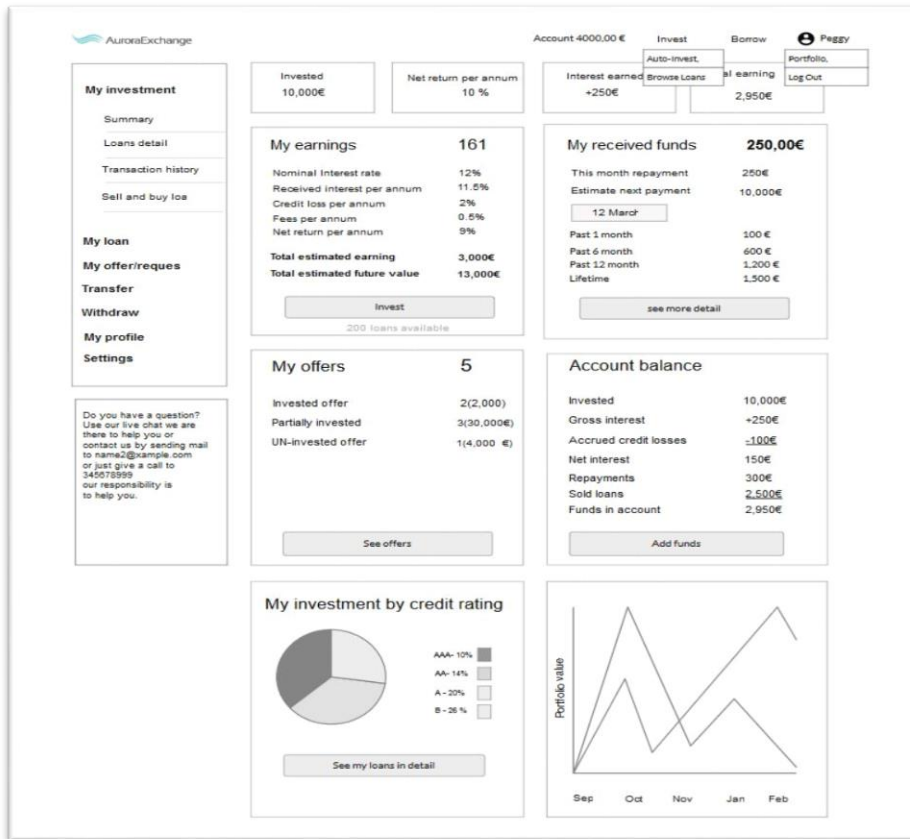 AuroraExchange
Account 4000,00 €
Invest
Borrow
Peggy
Auto-Invest,
Browse Loans
Portfolio,
Log Out
My investment
Summary
Loans detail
Transaction history
Sell and buy loa
My loan
My offer/reques
Transfer
Withdraw
My profile
Settings
Do you have a question?
Use our live chat we are
there to help you or
contact us by sending mail
to name2@xample.com
or just give a call to
345678999
our responsibility is
to help you.
Invested
10,000€
Net return per annum
10 %
Interest earned
+250€
al earning
2,950€
My earnings 161
Nominal Interest rate 12%
Received interest per annum 11.5%
Credit loss per annum 2%
Fees per annum 0.5%
Net return per annum 9%
Total estimated earning 3,000€
Total estimated future value 13,000€
Invest
200 loans available
My received funds 250,00€
This month repayment 250€
Estimate next payment 10,000€
12 March
Past 1 month 100 €
Past 6 month 600 €
Past 12 month 1,200 €
Lifetime 1,500 €
see more detail
My offers 5
Invested offer 2(2,000)
Partially invested 3(30,000€)
UN-invested offer 1(4,000 €)
See offers
Account balance
Invested 10,000€
Gross interest +250€
Accrued credit losses -100€
Net interest 150€
Repayments 300€
Sold loans 2,500€
Funds in account 2,950€
Add funds
My investment by credit rating
AAA- 10%
AA- 14%
A - 20%
B - 26 %
See my loans in detail
Portfolio value
Sep Oct Nov Jan Feb